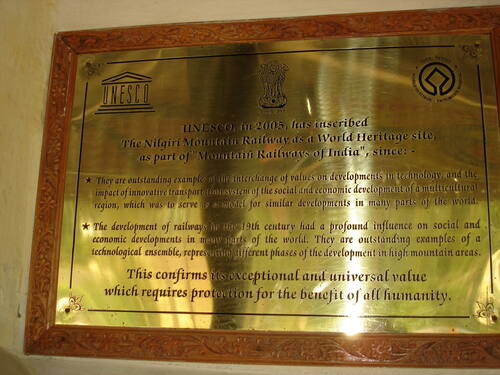 UNESCO
UNESCO, in 2005, has inscribed
The Nilgiri Mountain Railway as a World Heritage site,
as part of "Mountain Railways of India", since: -
★ They are outstanding example of the interchange of values on developments in technology, and the
impact of innovative transportation system of the social and economic development of a multicultural
region, which was to serve as a model for similar developments in many parts of the world.
★ The development of railways in the 19th century had a profound influence on social and
economic developments in many parts of the world. They are outstanding examples of a
technological ensemble, representing different phases of the development in high mountain areas.
This confirms its exceptional and universal value
which requires protection for the benefit of all humanity.